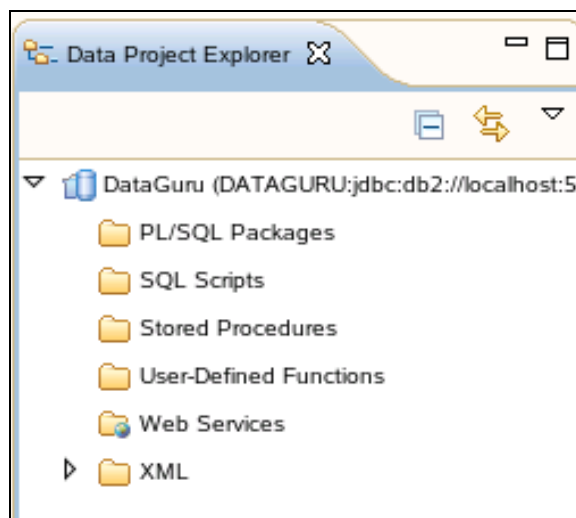 Data Project Explorer
DataGuru (DATAGURU:jdbc:db2://localhost:5
PL/SQL Packages
SQL Scripts
Stored Procedures
User-Defined Functions
Web Services
XML